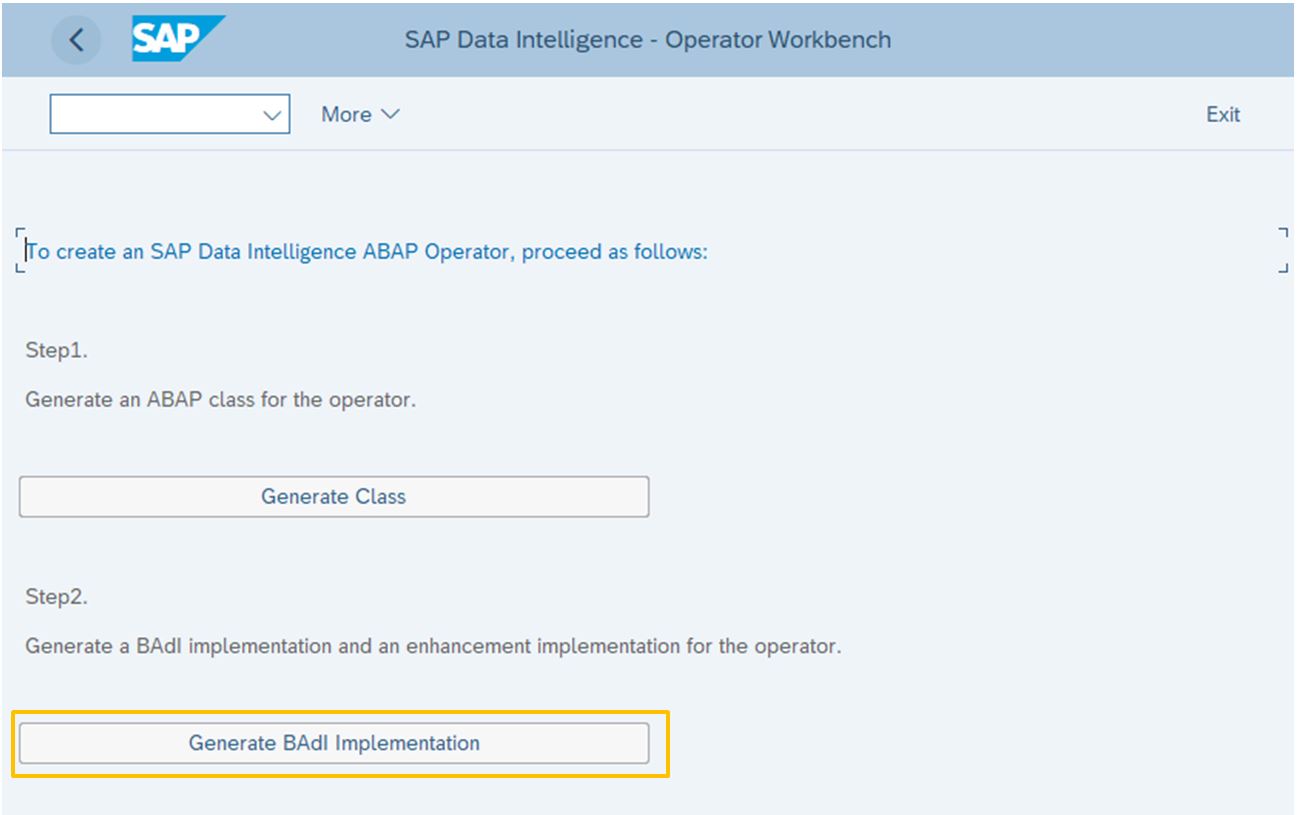 SAP
SAP Data Intelligence - Operator Workbench
More
Exit
To create an SAP Data Intelligence ABAP Operator, proceed as follows:
Step1.
Generate an ABAP class for the operator.
Generate Class
Step2.
Generate a BAdI implementation and an enhancement implementation for the operator.
Generate BAdI Implementation